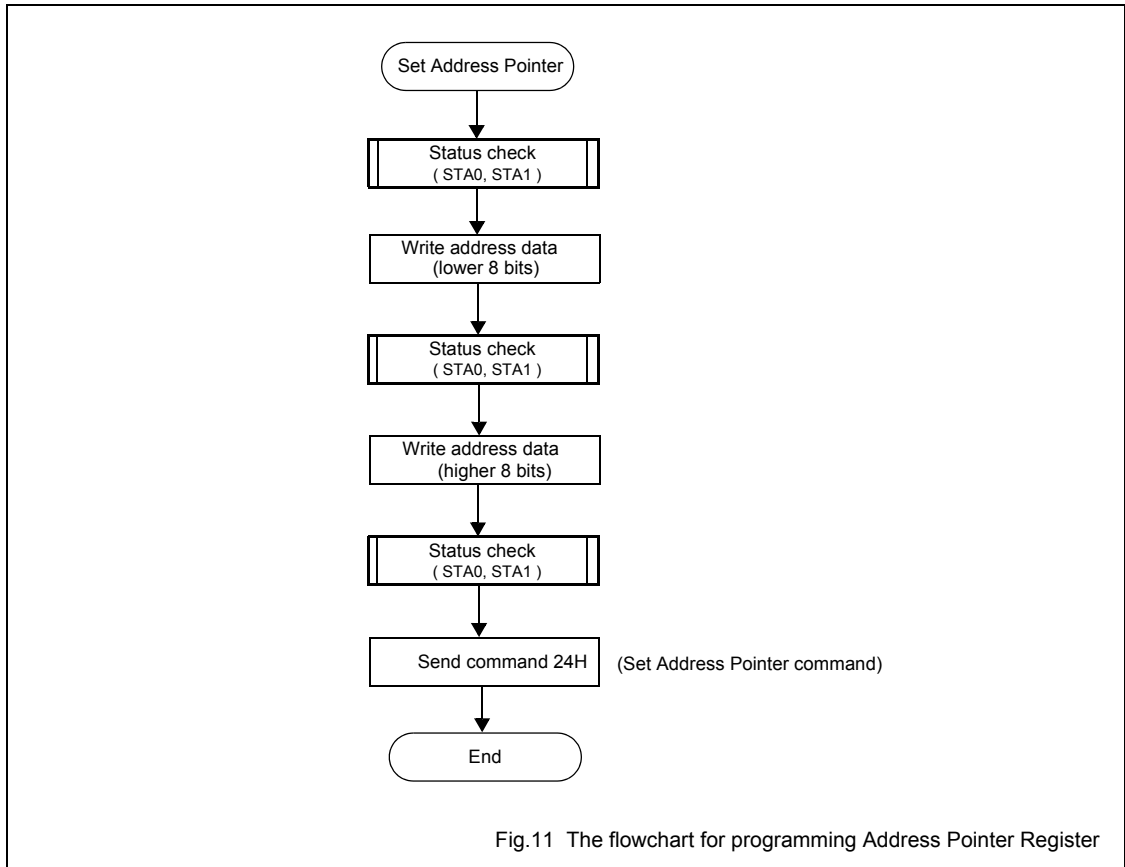 Set Address Pointer
Status check
( STA0, STA1 )
Write address data
(lower 8 bits)
Status check
( STA0, STA1 )
Write address data
(higher 8 bits)
Status check
( STA0, STA1 )
Send command 24H (Set Address Pointer command)
End
Fig.11 The flowchart for programming Address Pointer Register